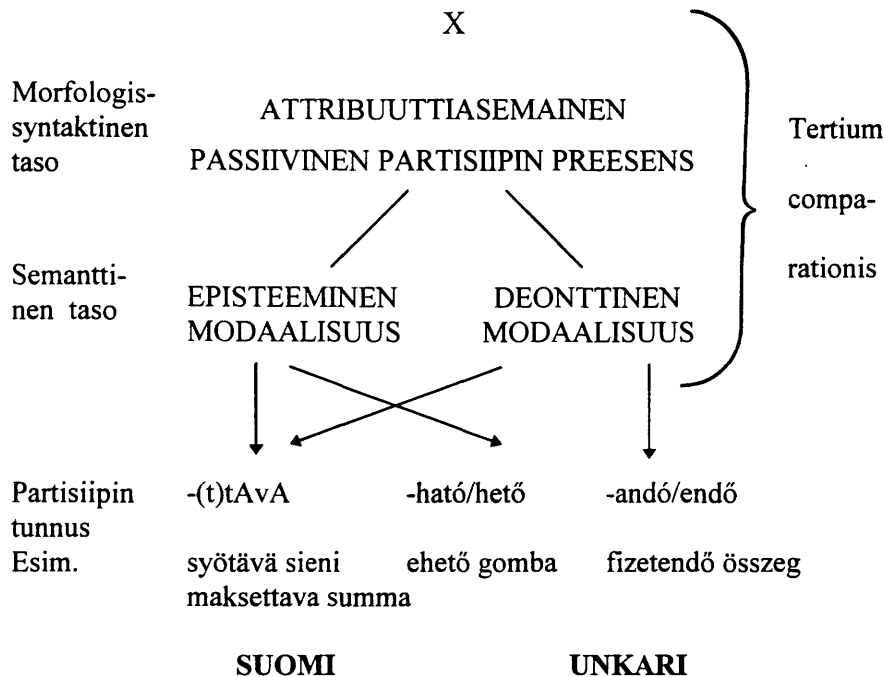 X
Morfologis-
syntaktinen
taso
ATTRIBUUTTIASEMAINEN
PASSIIVINEN PARTISIIPIN PREESENS
Tertium
compa-
rationis
Semantti-
nen taso
EPISTEEMINEN
MODAALISUUS
DEONTTINEN
MODAALISUUS
Partisiipin
tunnus
-(t)tAvA
-ható/hető
-andó/endő
Esim.
syötävä sieni
maksettava summa
ehető gomba
fizetendő összeg
SUOMI
UNKARI